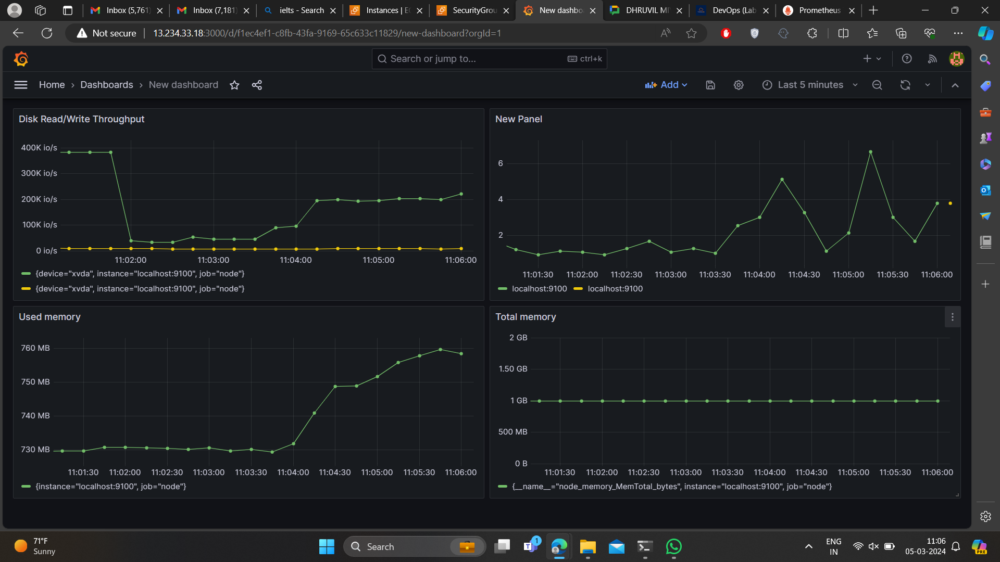 Inbox (5,761)
Inbox (7,181)
ielts - Search
Instances | EC
SecurityGrou
New dashbo
DHRUVIL MI
DevOps (Lab
Prometheus
Not secure
13.234.33.18:3000/d/f1ec4ef1-c8fb-43fa-9169-65c633c11829/new-dashboard?orgId=1
Search or jump to...
ctrl+k
Home › Dashboards › New dashboard
Add
Last 5 minutes
Disk Read/Write Throughput
400K io/s
300K io/s
200K io/s
100K io/s
0 io/s
11:02:00 11:03:00 11:04:00 11:05:00 11:06:00
{device="xvda", instance="localhost:9100", job="node"}
{device="xvda", instance="localhost:9100", job="node"}
New Panel
6
4
2
11:01:30 11:02:00 11:02:30 11:03:00 11:03:30 11:04:00 11:04:30 11:05:00 11:05:30 11:06:00
localhost:9100 localhost:9100
Used memory
760 MB
750 MB
740 MB
730 MB
11:01:30 11:02:00 11:02:30 11:03:00 11:03:30 11:04:00 11:04:30 11:05:00 11:05:30 11:06:00
{instance="localhost:9100", job="node"}
Total memory
2 GB
1.50 GB
1 GB
500 MB
0 B
11:01:30 11:02:00 11:02:30 11:03:00 11:03:30 11:04:00 11:04:30 11:05:00 11:05:30 11:06:00
{__name__="node_memory_MemTotal_bytes", instance="localhost:9100", job="node"}
71°F
Sunny
Search
1
ENG
IN
11:06
05-03-2024
PRE